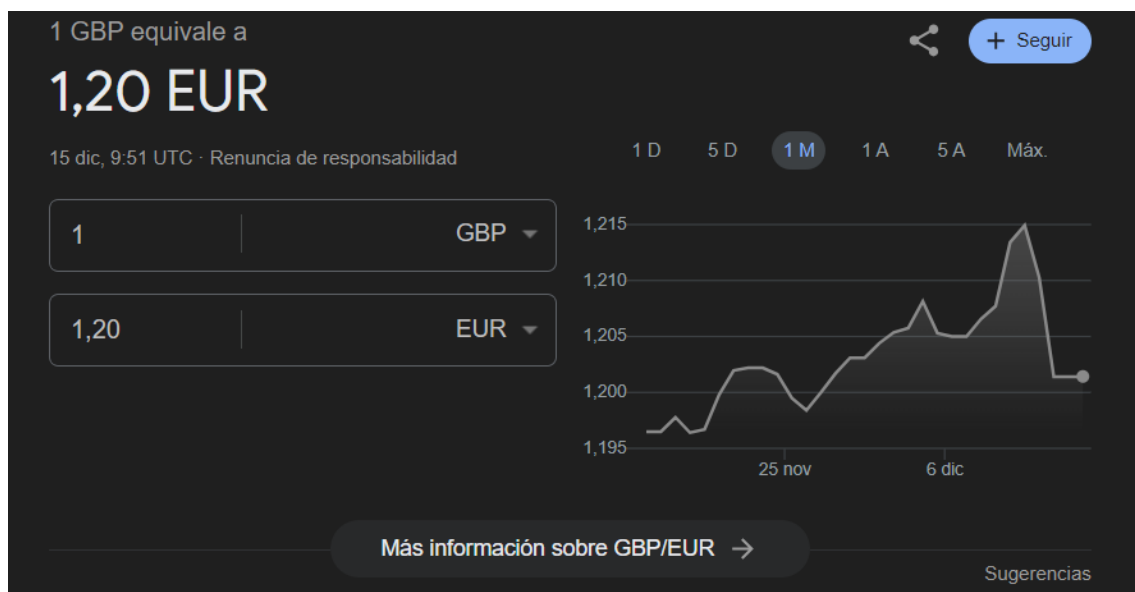 1 GBP equivale a
+ Seguir
1,20 EUR
15 dic, 9:51 UTC · Renuncia de responsabilidad
1 D 5 D 1 M 1 A 5 A Máx.
1 GBP
1,20 EUR
1,215
1,210
1,205
1,200
1,195
25 nov 6 dic
Más información sobre GBP/EUR →
Sugerencias